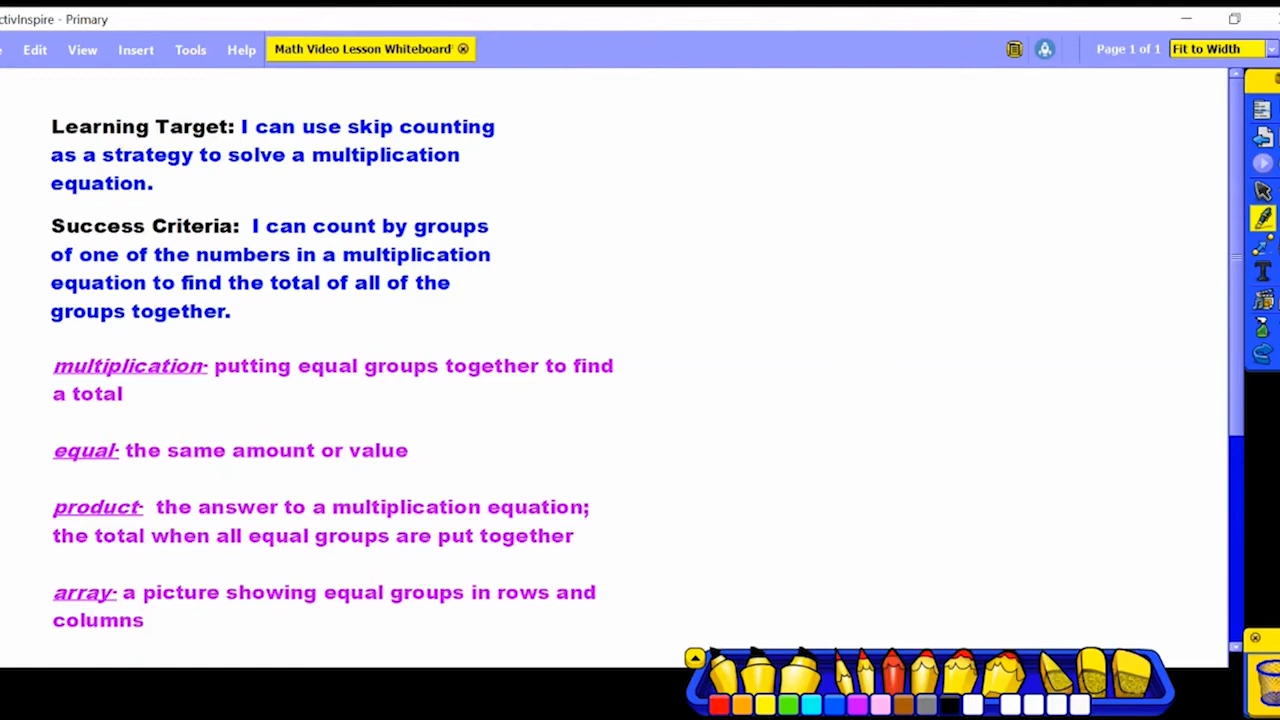 ctivInspire - Primary
Edit View Insert Tools Help Math Video Lesson Whiteboard* Page 1 of 1 Fit to Width
Learning Target: I can use skip counting
as a strategy to solve a multiplication
equation.
Success Criteria: I can count by groups
of one of the numbers in a multiplication
equation to find the total of all of the
groups together.
multiplication- putting equal groups together to find
a total
equal- the same amount or value
product- the answer to a multiplication equation;
the total when all equal groups are put together
array- a picture showing equal groups in rows and
columns